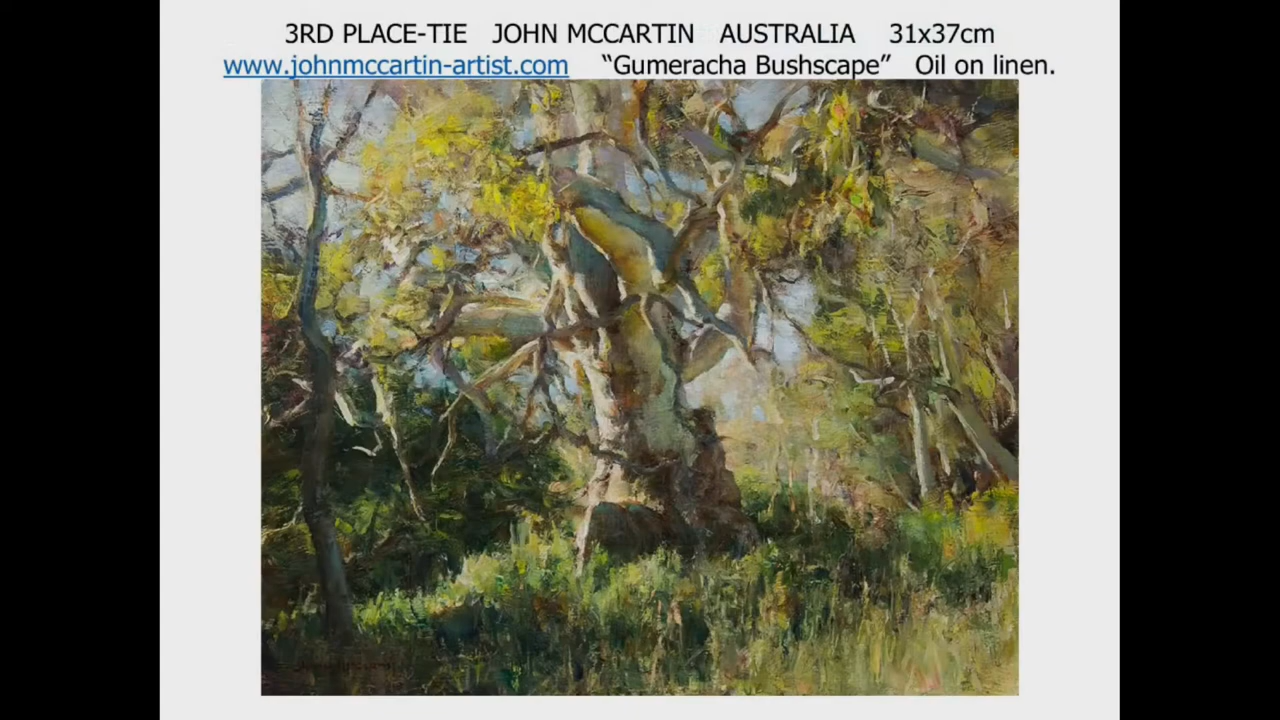 3RD PLACE-TIE JOHN MCCARTIN AUSTRALIA 31x37cm
www.johnmccartin-artist.com “Gumeracha Bushscape” Oil on linen.